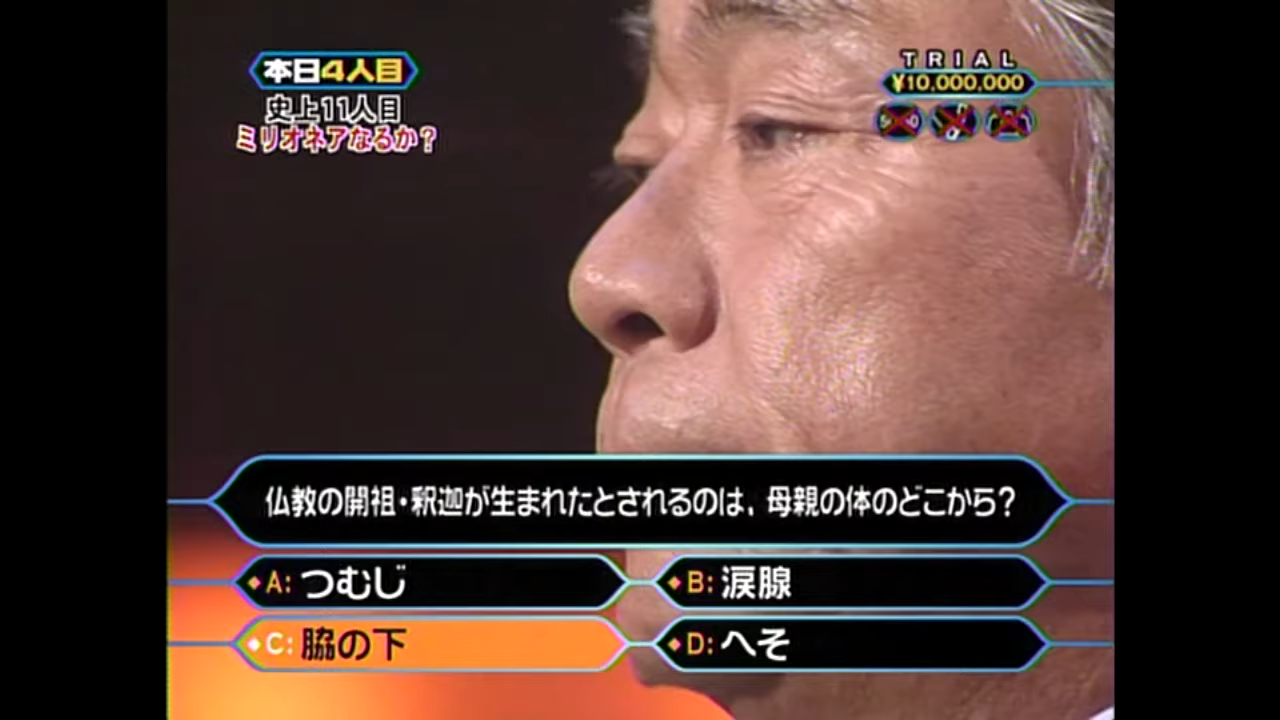 本日4人目
史上11人目
ミリオネアなるか?
TRIAL
¥10,000,000
仏教の開祖・釈迦が生まれたとされるのは、母親の体のどこから?
A: つむじ
B: 涙腺
C: 脇の下
D: へそ